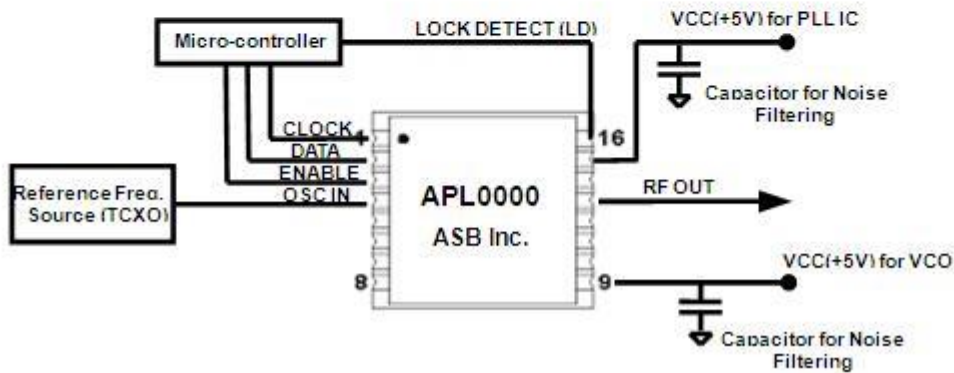 Micro-controller
LOCK DETECT (LD)
VCC(+5V) for PLL IC
Capacitor for Noise
Filtering
CLOCK
1
16
DATA
ENABLE
OSC IN
Reference Freq.
Source (TCXO)
APL0000
ASB Inc.
RF OUT
8
9
VCC(+5V) for VCO
Capacitor for Noise
Filtering